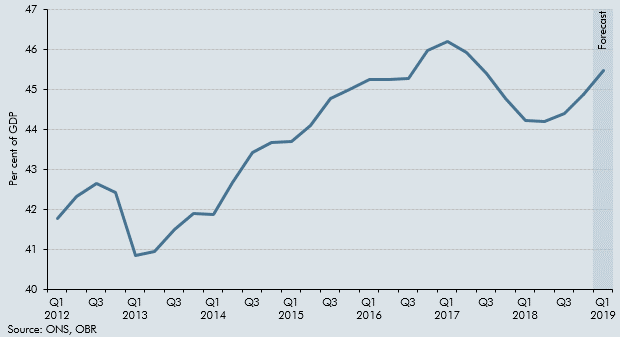 47
46
45
44
43
42
41
40
Per cent of GDP
Forecast
Q1 Q3 Q1 Q3 Q1 Q3 Q1 Q3 Q1 Q3 Q1 Q3 Q1 Q3 Q1
2012 2013 2014 2015 2016 2017 2018 2019
Source: ONS, OBR